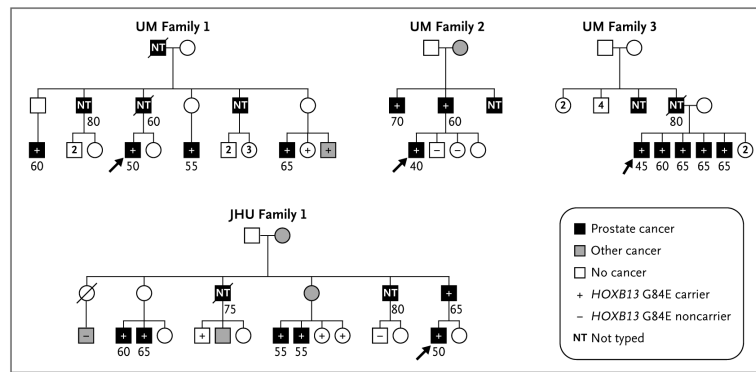 UM Family 1
UM Family 2
UM Family 3
NT
NT NT NT
80 60
+ 2 + + 2 3 + + +
60 50 55 65
+ + NT
70 60
+ − −
40
2 4 NT NT
80
+ + + + + 2
45 60 65 65 65
JHU Family 1
NT NT +
75 80 65
− + + + + + + + − +
60 65 55 55 50
Prostate cancer
Other cancer
No cancer
+ HOXB13 G84E carrier
− HOXB13 G84E noncarrier
NT Not typed